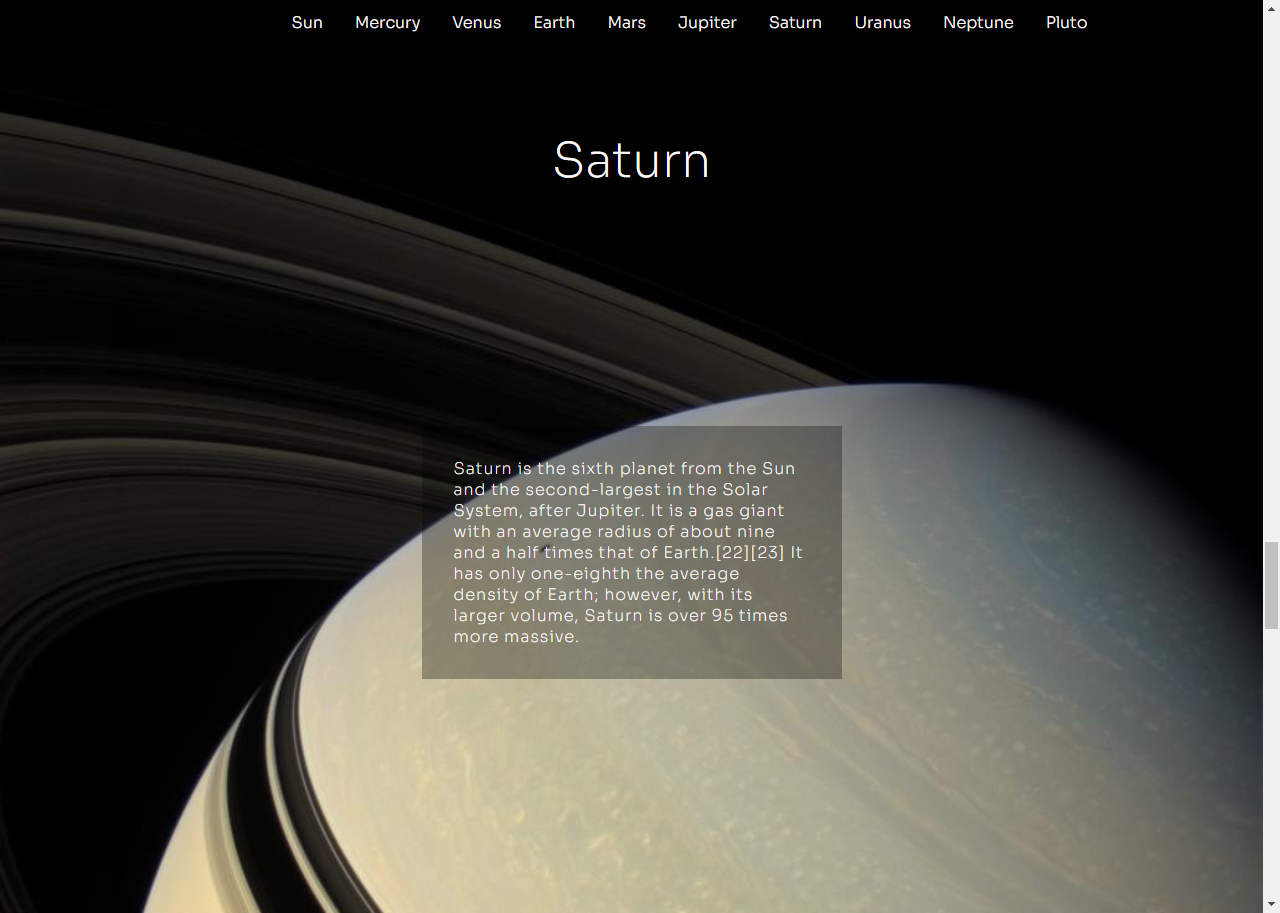 Sun Mercury Venus Earth Mars Jupiter Saturn Uranus Neptune Pluto
Saturn
Saturn is the sixth planet from the Sun
and the second-largest in the Solar
System, after Jupiter. It is a gas giant
with an average radius of about nine
and a half times that of Earth.[22][23] It
has only one-eighth the average
density of Earth; however, with its
larger volume, Saturn is over 95 times
more massive.